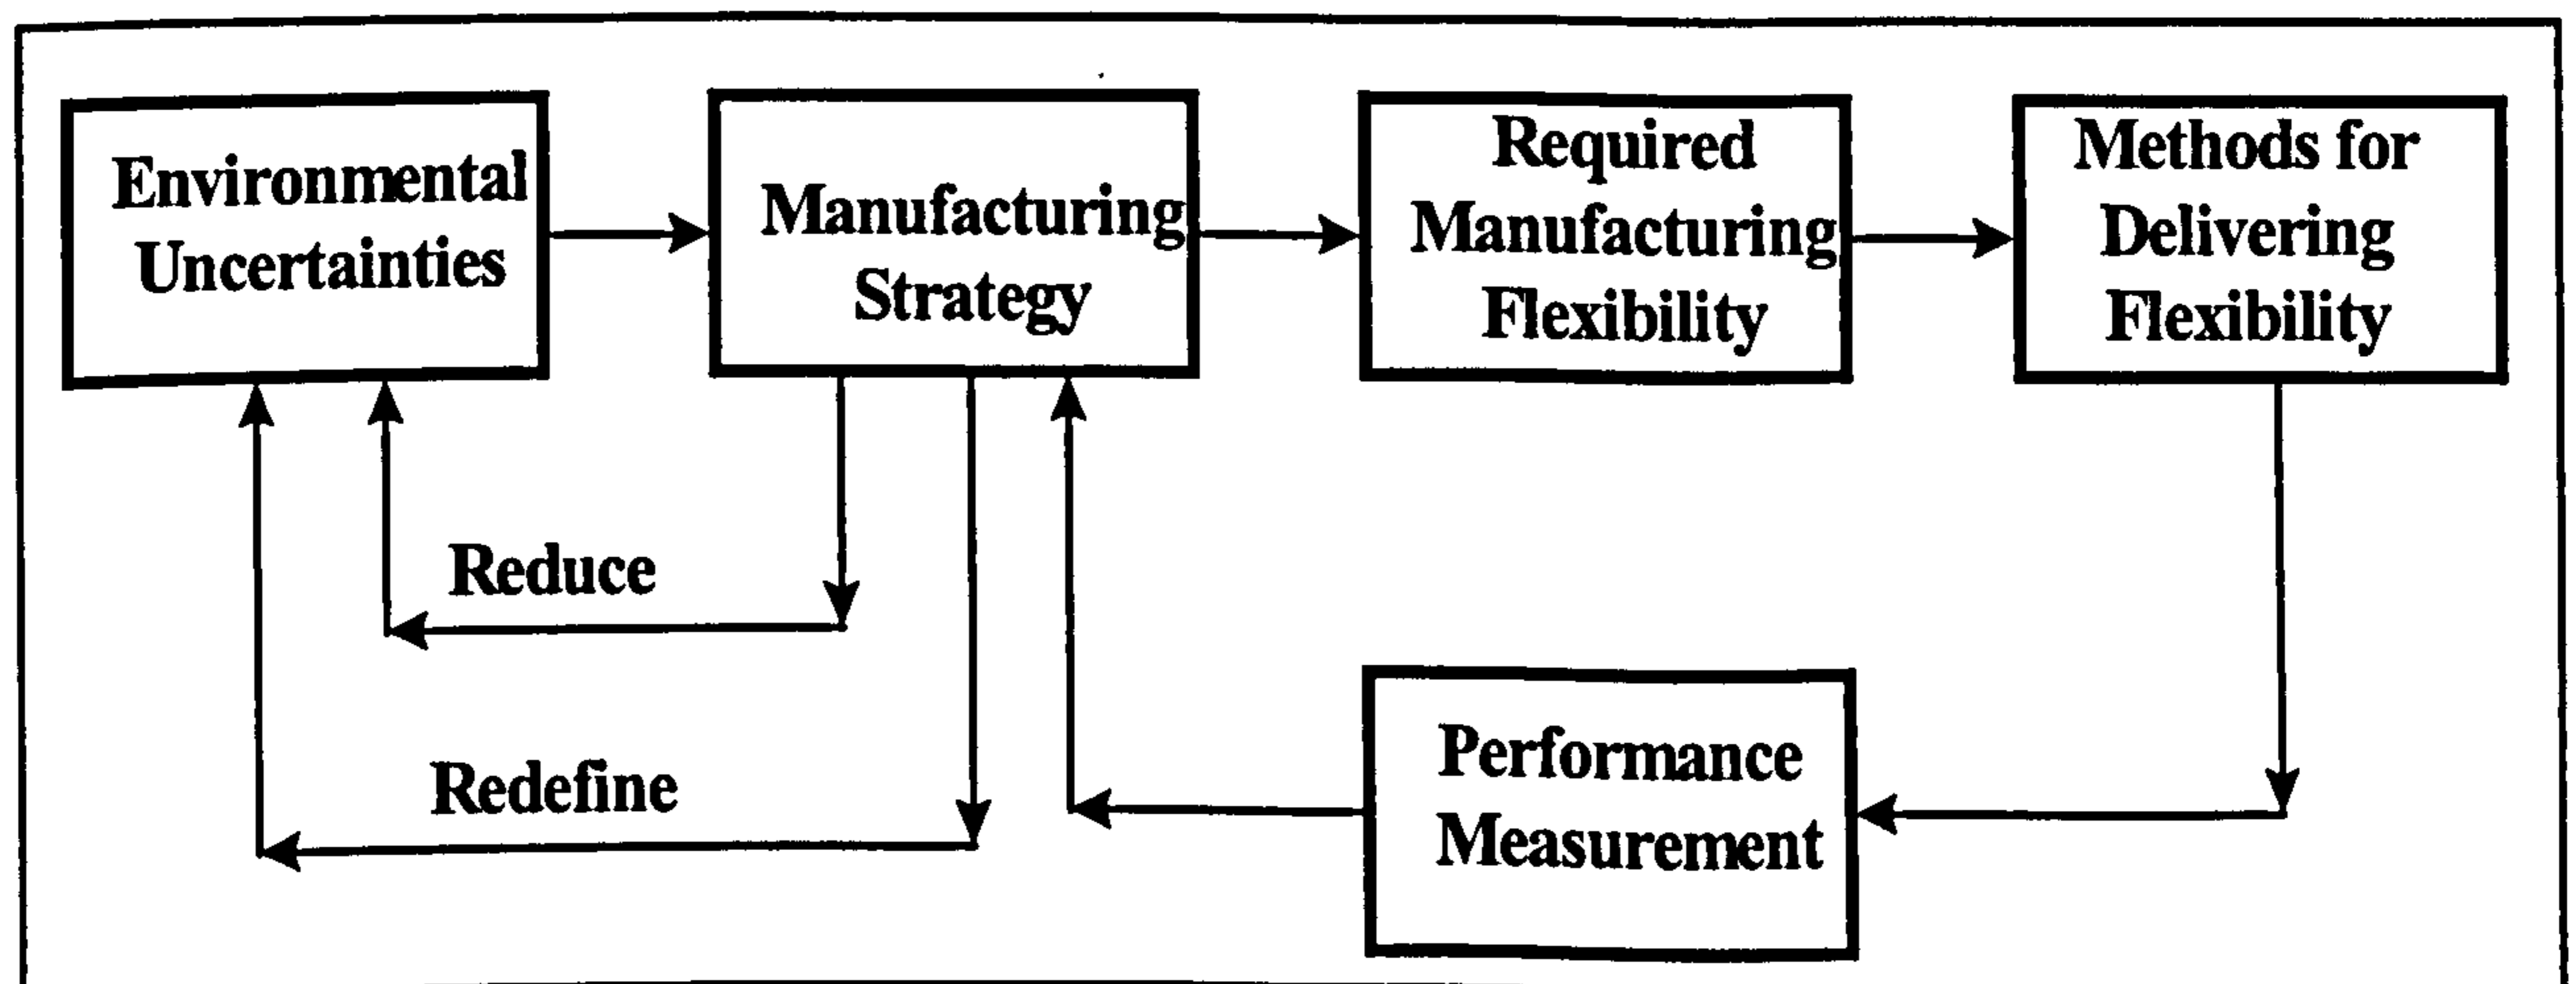 Environmental
Uncertainties
Manufacturing
Strategy
Required
Manufacturing
Flexibility
Methods for
Delivering
Flexibility
Reduce
Redefine
Performance
Measurement